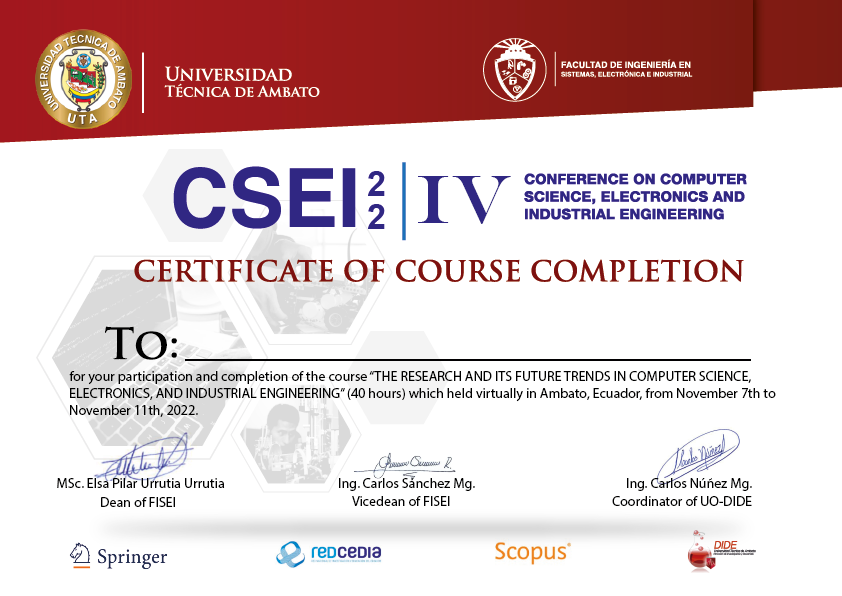 UNIVERSIDAD TÉCNICA DE AMBATO
UTA
UNIVERSIDAD
TÉCNICA DE AMBATO
FACULTAD DE INGENIERÍA EN
SISTEMAS, ELECTRÓNICA E INDUSTRIAL
CSEI 22
IV
CONFERENCE ON COMPUTER
SCIENCE, ELECTRONICS AND
INDUSTRIAL ENGINEERING
CERTIFICATE OF COURSE COMPLETION
TO:
for your participation and completion of the course “THE RESEARCH AND ITS FUTURE TRENDS IN COMPUTER SCIENCE,
ELECTRONICS, AND INDUSTRIAL ENGINEERING” (40 hours) which held virtually in Ambato, Ecuador, from November 7th to
November 11th, 2022.
MSc. Elsa Pilar Urrutia Urrutia
Dean of FISEI
Ing. Carlos Sánchez Mg.
Vicedean of FISEI
Ing. Carlos Núñez Mg.
Coordinator of UO-DIDE
Springer
redcedia
Scopus®
DIDE